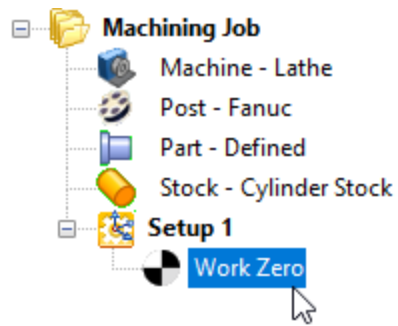 Machining Job
Machine - Lathe
Post - Fanuc
Part - Defined
Stock - Cylinder Stock
Setup 1
Work Zero